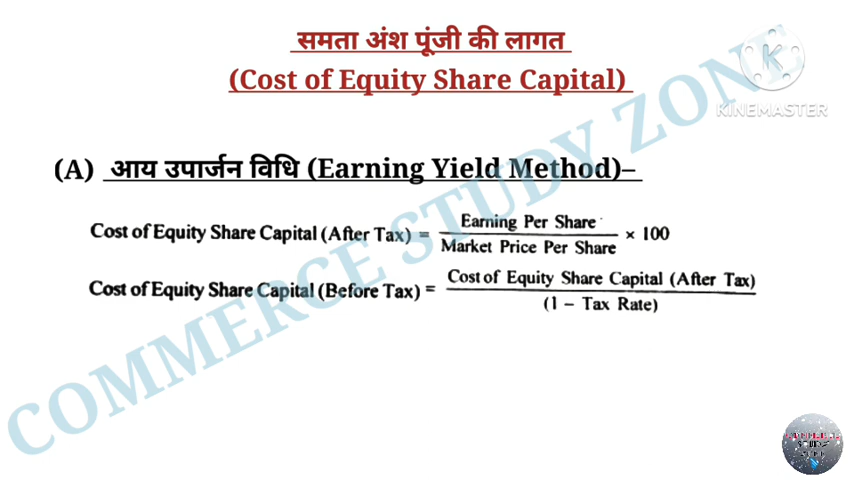 समता अंश पूंजी की लागत
(Cost of Equity Share Capital)
K
KINEMASTER
(A) आय उपार्जन विधि (Earning Yield Method)–
Cost of Equity Share Capital (After Tax) = Earning Per Share / Market Price Per Share × 100
Cost of Equity Share Capital (Before Tax) = Cost of Equity Share Capital (After Tax) / (1 – Tax Rate)
COMMERCE STUDY ZONE